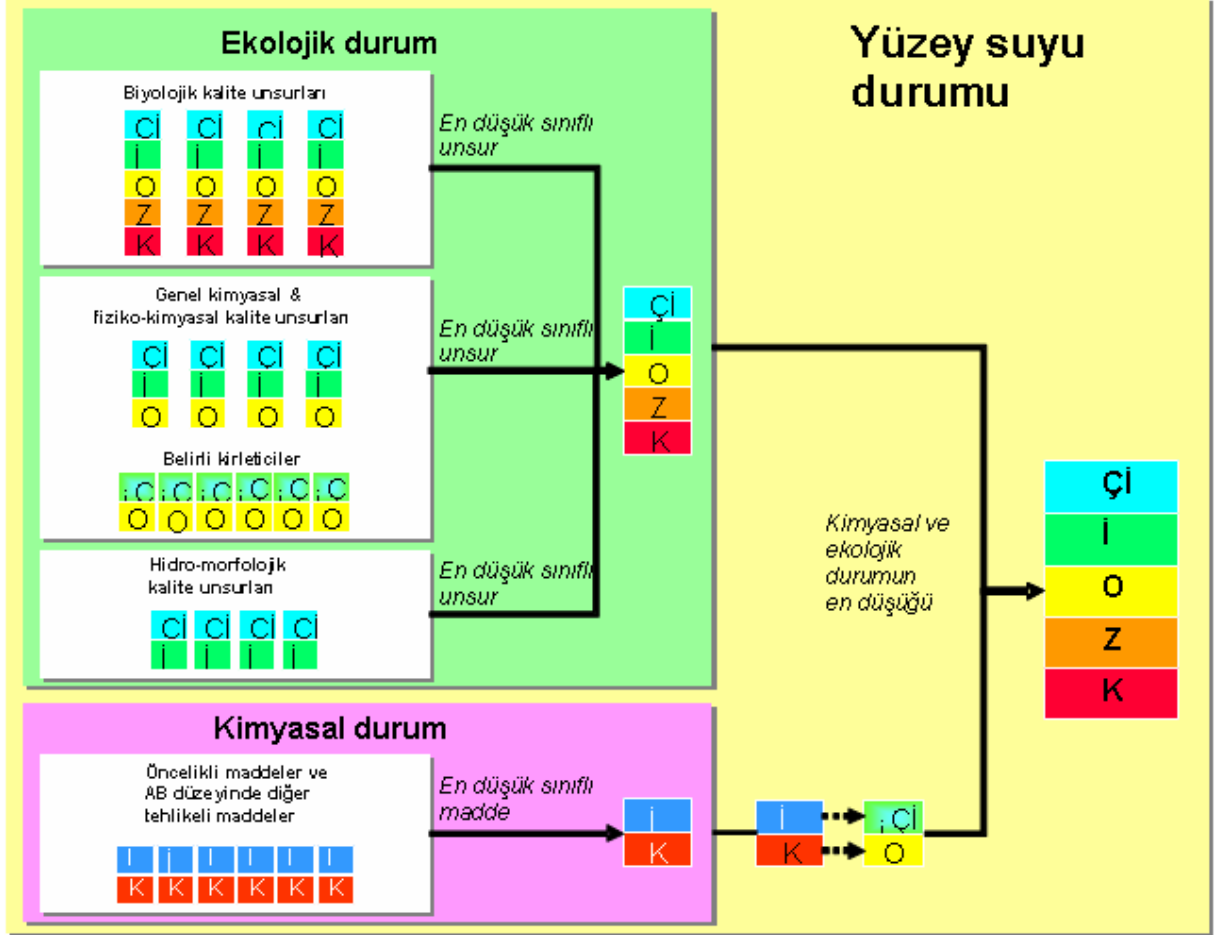 Ekolojik durum
Yüzey suyu
durumu
Biyolojik kalite unsurları
Çİ Çİ Çİ Çİ
İ İ İ İ
O O O O
Z Z Z Z
K K K K
En düşük sınıflı
unsur
Genel kimyasal &
fiziko-kimyasal kalite unsurları
Çİ Çİ Çİ Çİ
İ İ İ İ
O O O O
En düşük sınıflı
unsur
Belirli kirleticiler
İ Ç İ Ç İ Ç İ Ç İ Ç İ Ç
O O O O O O
Hidro-morfolojik
kalite unsurları
Çİ Çİ Çİ Çİ
İ İ İ İ
En düşük sınıflı
unsur
Çİ
İ
O
Z
K
Kimyasal ve
ekolojik
durumun
en düşüğü
Çİ
İ
O
Z
K
Kimyasal durum
Öncelikli maddeler ve
AB düzeyinde diğer
tehlikeli maddeler
İ İ İ İ İ İ
K K K K K K
En düşük sınıflı
madde
İ
K
İ
K
İ Çİ
O